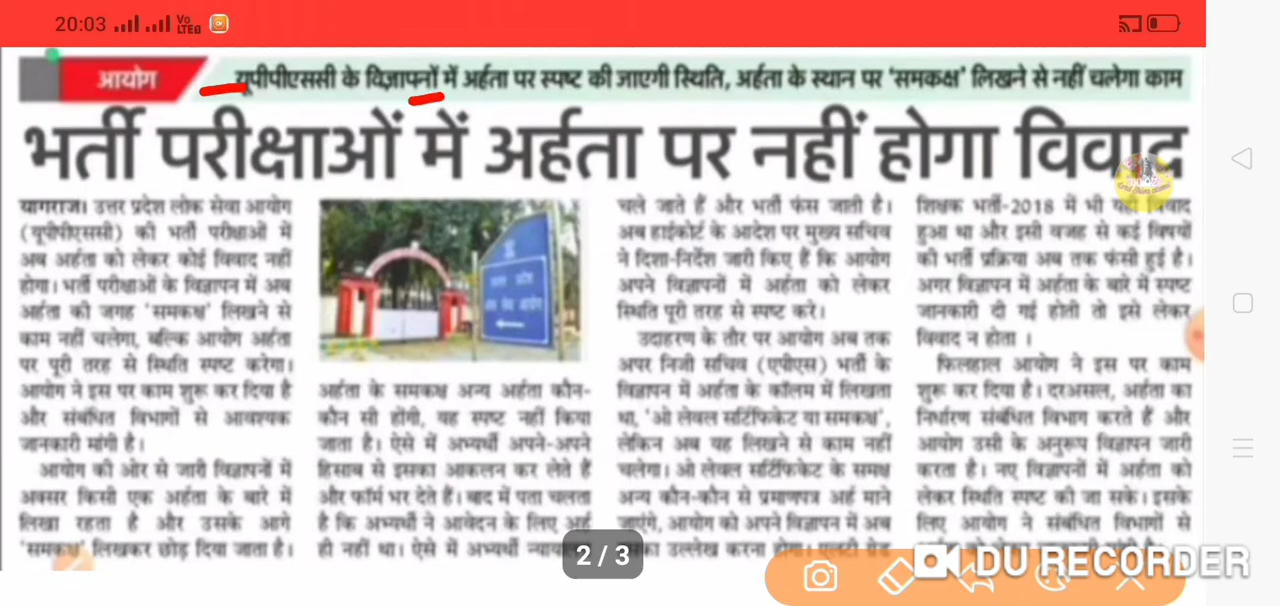 20:03
Vo
LTE
आयोग
यूपीपीएससी के विज्ञापनों में अर्हता पर स्पष्ट की जाएगी स्थिति, अर्हता के स्थान पर 'समकक्ष' लिखने से नहीं चलेगा काम
भर्ती परीक्षाओं में अर्हता पर नहीं होगा विवाद
यागराज। उत्तर प्रदेश लोक सेवा आयोग
(यूपीपीएससी) की भर्ती परीक्षाओं में
अब अर्हता को लेकर कोई विवाद नहीं
होगा। भर्ती परीक्षाओं के विज्ञापन में अब
अर्हता की जगह 'समकक्ष' लिखने से
काम नहीं चलेगा, बल्कि आयोग अर्हता
पर पूरी तरह से स्थिति स्पष्ट करेगा।
आयोग ने इस पर काम शुरू कर दिया है
और संबंधित विभागों से आवश्यक
जानकारी मांगी है।
आयोग की ओर से जारी विज्ञापनों में
अक्सर किसी एक अर्हता के बारे में
लिखा रहता है और उसके आगे
'समकक्ष' लिखकर छोड़ दिया जाता है।
अर्हता के समकक्ष अन्य अर्हता कौन-
कौन सी होंगी, यह स्पष्ट नहीं किया
जाता है। ऐसे में अभ्यर्थी अपने-अपने
हिसाब से इसका आकलन कर लेते हैं
और फॉर्म भर देते हैं। बाद में पता चलता
है कि अभ्यर्थी ने आवेदन के लिए अर्ह
ही नहीं था। ऐसे में अभ्यर्थी
चले जाते हैं और भर्ती फंस जाती है।
अब हाईकोर्ट के आदेश पर मुख्य सचिव
ने दिशा-निर्देश जारी किए हैं कि आयोग
अपने विज्ञापनों में अर्हता को लेकर
स्थिति पूरी तरह से स्पष्ट करे।
उदाहरण के तौर पर आयोग अब तक
अपर निजी सचिव (एपीएस) भर्ती के
विज्ञापन में अर्हता के कॉलम में लिखता
था, 'ओ लेवल सर्टिफिकेट या समकक्ष',
लेकिन अब यह लिखने से काम नहीं
चलेगा। ओ लेवल सर्टिफिकेट के समक्ष
अन्य कौन-कौन से प्रमाणपत्र अर्ह माने
जाएंगे, आयोग को अपने विज्ञापन में अब
उल्लेख करना होगा। एलटी ग्रेड
शिक्षक भर्ती-2018 में भी यही विवाद
हुआ था और इसी वजह से कई विषयों
की भर्ती प्रक्रिया अब तक फंसी हुई है।
अगर विज्ञापन में अर्हता के बारे में स्पष्ट
जानकारी दी गई होती तो इसे लेकर
विवाद न होता ।
फिलहाल आयोग ने इस पर काम
शुरू कर दिया है। दरअसल, अर्हता का
निर्धारण संबंधित विभाग करते हैं और
आयोग उसी के अनुरूप विज्ञापन जारी
करता है। नए विज्ञापनों में अर्हता को
लेकर स्थिति स्पष्ट की जा सके। इसके
लिए आयोग ने संबंधित विभागों से
2 / 3
DU RECORDER